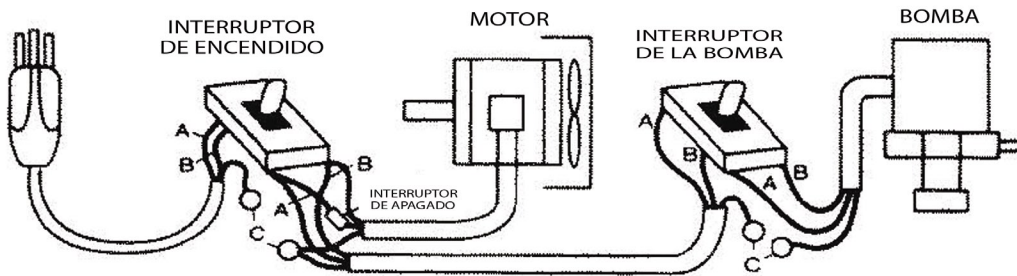 INTERRUPTOR
DE ENCENDIDO
MOTOR
INTERRUPTOR
DE LA BOMBA
BOMBA
A
B
B
A
C
INTERRUPTOR
DE APAGADO
A
B
A
B
C